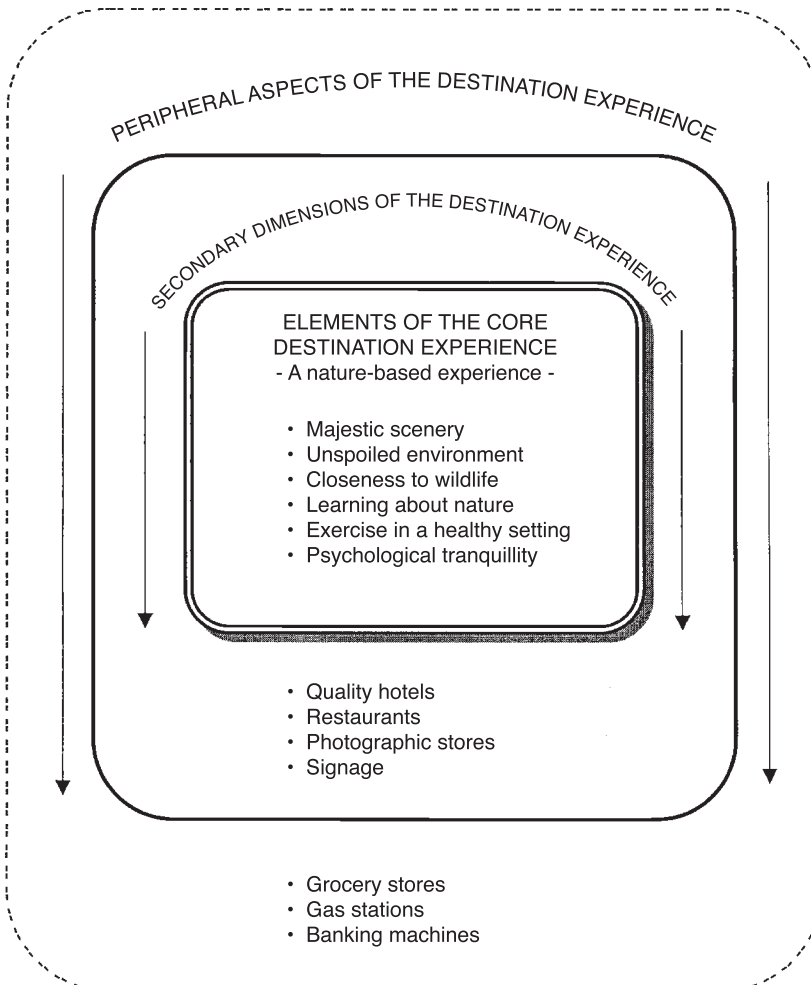 PERIPHERAL ASPECTS OF THE DESTINATION EXPERIENCE
SECONDARY DIMENSIONS OF THE DESTINATION EXPERIENCE
ELEMENTS OF THE CORE
DESTINATION EXPERIENCE
- A nature-based experience -
• Majestic scenery
• Unspoiled environment
• Closeness to wildlife
• Learning about nature
• Exercise in a healthy setting
• Psychological tranquillity
• Quality hotels
• Restaurants
• Photographic stores
• Signage
• Grocery stores
• Gas stations
• Banking machines